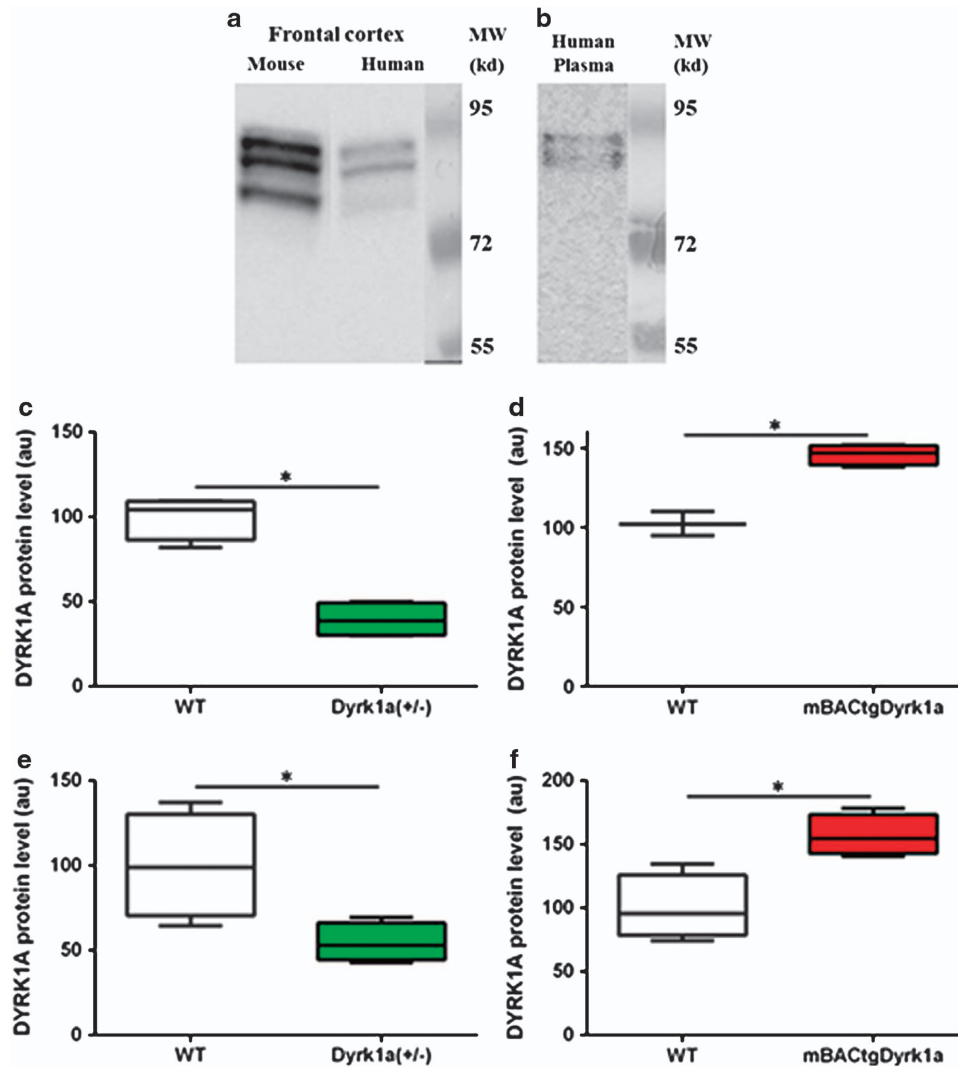 a
Frontal cortex
Mouse Human
MW
(kd)
95
72
55
b
Human
Plasma
MW
(kd)
95
72
55
c
DYRK1A protein level (au)
150
100
50
0
*
WT Dyrk1a(+/-)
d
DYRK1A protein level (au)
150
100
50
0
*
WT mBACtgDyrk1a
e
DYRK1A protein level (au)
150
100
50
0
*
WT Dyrk1a(+/-)
f
DYRK1A protein level (au)
200
150
100
50
0
*
WT mBACtgDyrk1a